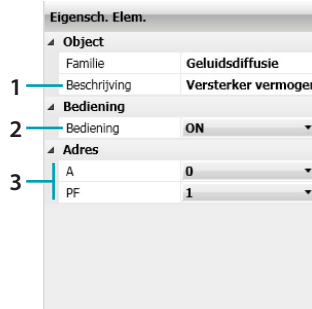 Eigensch. Elem.
Object
Familie Geluidsdiffusie
1 Beschrijving Versterker vermogen
Bediening
2 Bediening ON
Adres
3
A 0
PF 1